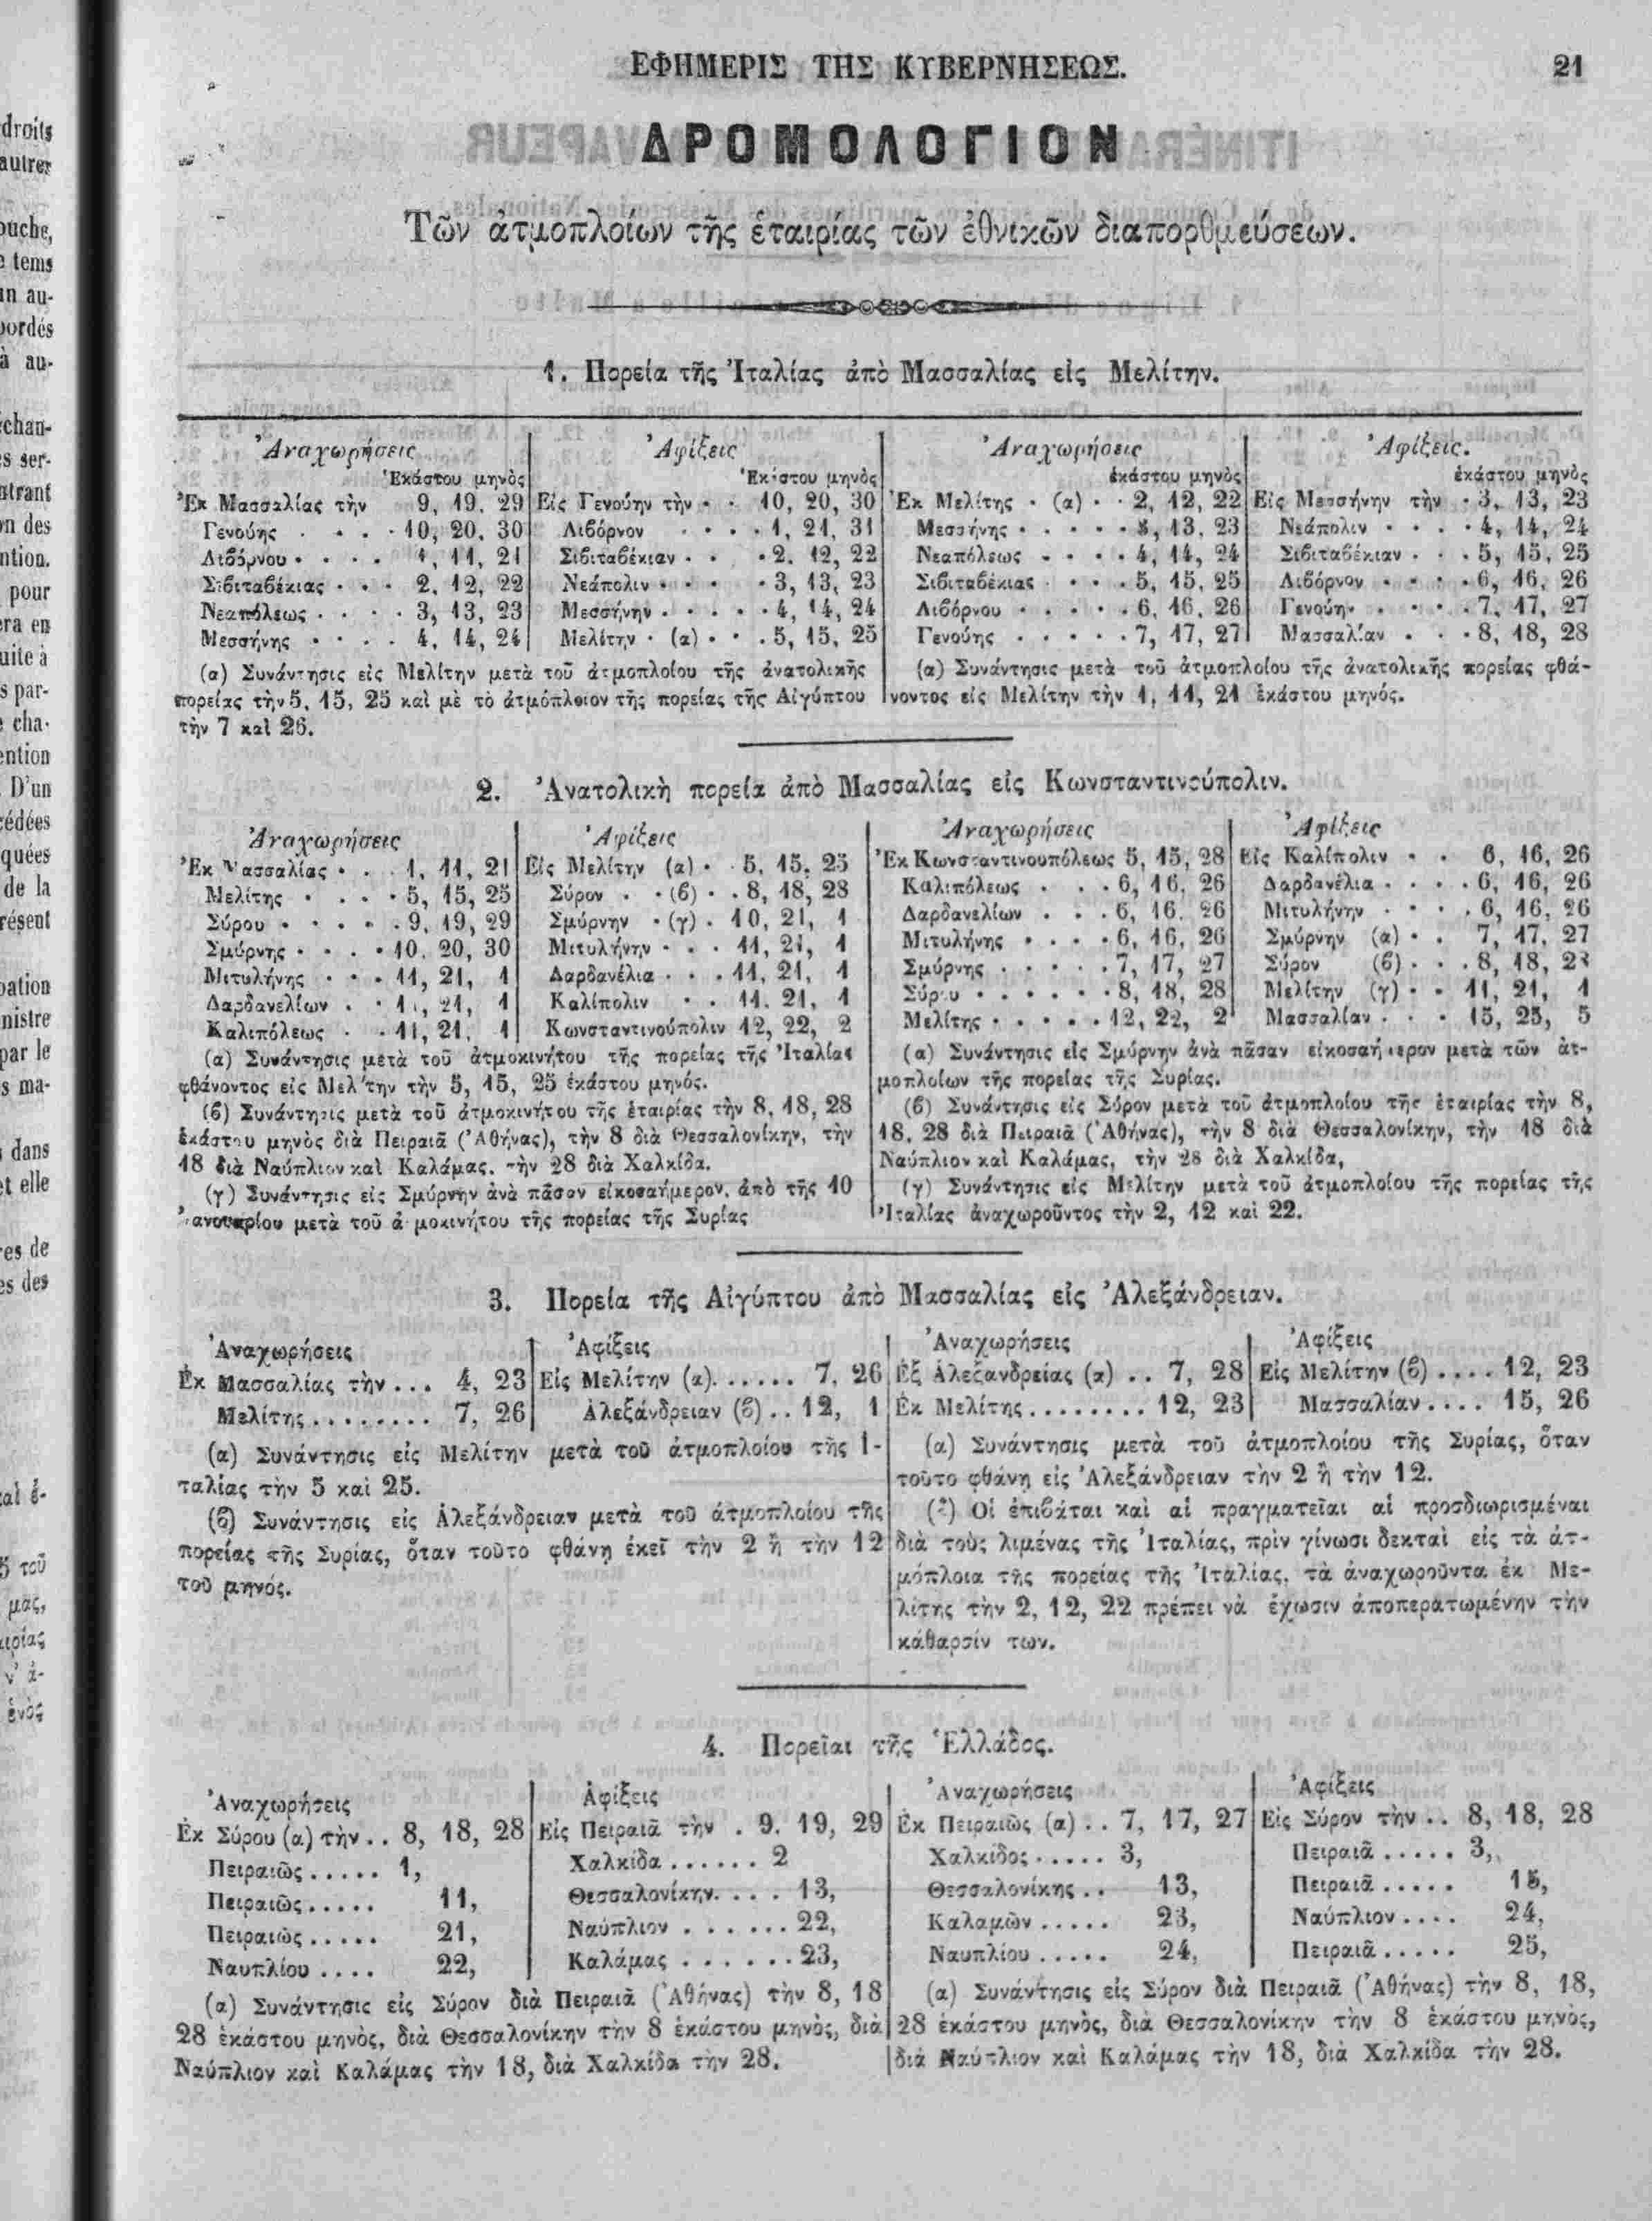 ΕΦΗΜΕΡΙΣ ΤΗΣ ΚΥΒΕΡΝΗΣΕΩΣ. 21
ΔΡΟΜΟΛΟΓΙΟΝ
Τῶν ἀτμοπλοίων τῆς ἑταιρίας τῶν ἐθνικῶν διαπορθμεύσεων.
1. Πορεία τῆς Ἰταλίας ἀπὸ Μασσαλίας εἰς Μελίτην.
Ἀναχωρήσεις
Ἑκάστου μηνὸς
Ἐκ Μασσαλίας τὴν 9, 19, 29
Γενούης . . . . 10, 20, 30
Λιβόρνου . . . . 1, 11, 21
Σιβιταβέκιας . . . 2, 12, 22
Νεαπόλεως . . . . 3, 13, 23
Μεσσήνης . . . . 4, 14, 24
(α) Συνάντησις εἰς Μελίτην μετὰ τοῦ ἀτμοπλοίου τῆς ἀνατολικῆς
πορείας τὴν 5, 15, 25 καὶ μὲ τὸ ἀτμόπλοιον τῆς πορείας τῆς Αἰγύπτου
τὴν 7 καὶ 26.
Ἀφίξεις
Ἑκάστου μηνὸς
Εἰς Γενούην τὴν . . 10, 20, 30
Λιβόρνον . . . . 1, 21, 31
Σιβιταβέκιαν . . . 2, 12, 22
Νεάπολιν . . . . 3, 13, 23
Μεσσήνην . . . . . 4, 14, 24
Μελίτην . (α) . . . 5, 15, 25
Ἀναχωρήσεις
ἑκάστου μηνὸς
Ἐκ Μελίτης . (α) . . 2, 12, 22
Μεσσήνης . . . . . 3, 13, 23
Νεαπόλεως . . . . 4, 14, 24
Σιβιταβέκιας . . . . 5, 15, 25
Λιβόρνου . . . . . 6, 16, 26
Γενούης . . . . . 7, 17, 27
(α) Συνάντησις μετὰ τοῦ ἀτμοπλοίου τῆς ἀνατολικῆς πορείας φθά-
νοντος εἰς Μελίτην τὴν 1, 11, 21 ἑκάστου μηνός.
Ἀφίξεις.
ἑκάστου μηνὸς
Εἰς Μεσσήνην τὴν . 3, 13, 23
Νεάπολιν . . . . 4, 14, 24
Σιβιταβέκιαν . . . 5, 15, 25
Λιβόρνον . . . . . 6, 16, 26
Γενούην . . . . . 7, 17, 27
Μασσαλίαν . . . 8, 18, 28
2. Ἀνατολικὴ πορεία ἀπὸ Μασσαλίας εἰς Κωνσταντινούπολιν.
Ἀναχωρήσεις
Ἐκ Μασσαλίας . . . 1, 11, 21
Μελίτης . . . . 5, 15, 25
Σύρου . . . . . 9, 19, 29
Σμύρνης . . . . 10, 20, 30
Μιτυλήνης . . . 11, 21, 1
Δαρδανελίων . . 11, 21, 1
Καλιπόλεως . . 11, 21, 1
(α) Συνάντησις μετὰ τοῦ ἀτμοκινήτου τῆς πορείας τῆς Ἰταλίας
φθάνοντος εἰς Μελίτην τὴν 5, 15, 25 ἑκάστου μηνός.
(β) Συνάντησις μετὰ τοῦ ἀτμοκινήτου τῆς ἑταιρίας τὴν 8, 18, 28
ἑκάστου μηνὸς διὰ Πειραιᾶ (Ἀθήνας), τὴν 8 διὰ Θεσσαλονίκην, τὴν
18 διὰ Ναύπλιον καὶ Καλάμας, τὴν 28 διὰ Χαλκίδα.
(γ) Συνάντησις εἰς Σμύρνην ἀνὰ πᾶσαν εἰκοσαήμερον, ἀπὸ τῆς 10
Ἰανουαρίου μετὰ τοῦ ἀτμοκινήτου τῆς πορείας τῆς Συρίας
Ἀφίξεις
Εἰς Μελίτην (α) . . 5, 15, 25
Σύρον . . (β) . . 8, 18, 28
Σμύρνην . (γ) . 10, 21, 1
Μιτυλήνην . . . 11, 21, 1
Δαρδανέλια . . . 11, 21, 1
Καλίπολιν . . 11, 21, 1
Κωνσταντινούπολιν 12, 22, 2
Ἀναχωρήσεις
Ἐκ Κωνσταντινουπόλεως 5, 15, 28
Καλιπόλεως . . . 6, 16, 26
Δαρδανελίων . . . 6, 16, 26
Μιτυλήνης . . . . 6, 16, 26
Σμύρνης . . . . . 7, 17, 27
Σύρου . . . . . . 8, 18, 28
Μελίτης . . . . . 12, 22, 2
(α) Συνάντησις εἰς Σμύρνην ἀνὰ πᾶσαν εἰκοσαήμερον μετὰ τῶν ἀτ-
μοπλοίων τῆς πορείας τῆς Συρίας.
(β) Συνάντησις εἰς Σύρον μετὰ τοῦ ἀτμοπλοίου τῆς ἑταιρίας τὴν 8,
18, 28 διὰ Πειραιᾶ (Ἀθήνας), τὴν 8 διὰ Θεσσαλονίκην, τὴν 18 διὰ
Ναύπλιον καὶ Καλάμας, τὴν 28 διὰ Χαλκίδα,
(γ) Συνάντησις εἰς Μελίτην μετὰ τοῦ ἀτμοπλοίου τῆς πορείας τῆς
Ἰταλίας ἀναχωροῦντος τὴν 2, 12 καὶ 22.
Ἀφίξεις
Εἰς Καλίπολιν . . 6, 16, 26
Δαρδανέλια . . . . 6, 16, 26
Μιτυλήνην . . . . 6, 16, 26
Σμύρνην (α) . . 7, 17, 27
Σύρον (β) . . . 8, 18, 28
Μελίτην (γ) . . 11, 21, 1
Μασσαλίαν . . . 15, 25, 5
3. Πορεία τῆς Αἰγύπτου ἀπὸ Μασσαλίας εἰς Ἀλεξάνδρειαν.
Ἀναχωρήσεις
Ἐκ Μασσαλίας τὴν ... 4, 23
Μελίτης ........ 7, 26
(α) Συνάντησις εἰς Μελίτην μετὰ τοῦ ἀτμοπλοίου τῆς Ἰ-
ταλίας τὴν 5 καὶ 25.
(β) Συνάντησις εἰς Ἀλεξάνδρειαν μετὰ τοῦ ἀτμοπλοίου τῆς
πορείας τῆς Συρίας, ὅταν τοῦτο φθάνῃ ἐκεῖ τὴν 2 ἢ τὴν 12
τοῦ μηνός.
Ἀφίξεις
Εἰς Μελίτην (α)...... 7, 26
Ἀλεξάνδρειαν (β) .. 12, 1
Ἀναχωρήσεις
Ἐξ Ἀλεξανδρείας (α) .. 7, 28
Ἐκ Μελίτης ........ 12, 23
(α) Συνάντησις μετὰ τοῦ ἀτμοπλοίου τῆς Συρίας, ὅταν
τοῦτο φθάνῃ εἰς Ἀλεξάνδρειαν τὴν 2 ἢ τὴν 12.
(β) Οἱ ἐπιβάται καὶ αἱ πραγματεῖαι αἱ προσδιωρισμέναι
διὰ τοὺς λιμένας τῆς Ἰταλίας, πρὶν γίνωσι δεκταὶ εἰς τὰ ἀτ-
μόπλοια τῆς πορείας τῆς Ἰταλίας, τὰ ἀναχωροῦντα ἐκ Με-
λίτης τὴν 2, 12, 22 πρέπει νὰ ἔχωσιν ἀποπερατωμένην τὴν
κάθαρσίν των.
Ἀφίξεις
Εἰς Μελίτην (β) .... 12, 23
Μασσαλίαν .... 15, 26
4. Πορεῖαι τῆς Ἑλλάδος.
Ἀναχωρήσεις
Ἐκ Σύρου (α) τὴν .. 8, 18, 28
Πειραιῶς ..... 1,
Πειραιῶς ..... 11,
Πειραιῶς ..... 21,
Ναυπλίου .... 22,
(α) Συνάντησις εἰς Σύρον διὰ Πειραιᾶ (Ἀθήνας) τὴν 8, 18
28 ἑκάστου μηνὸς, διὰ Θεσσαλονίκην τὴν 8 ἑκάστου μηνὸς, διὰ
Ναύπλιον καὶ Καλάμας τὴν 18, διὰ Χαλκίδα τὴν 28.
Ἀφίξεις
Εἰς Πειραιᾶ τὴν . 9, 19, 29
Χαλκίδα ...... 2
Θεσσαλονίκην .... 13,
Ναύπλιον ...... 22,
Καλάμας ...... 23,
Ἀναχωρήσεις
Ἐκ Πειραιῶς (α) .. 7, 17, 27
Χαλκίδος ..... 3,
Θεσσαλονίκης .. 13,
Καλαμῶν ..... 23,
Ναυπλίου ..... 24,
(α) Συνάντησις εἰς Σύρον διὰ Πειραιᾶ (Ἀθήνας) τὴν 8, 18,
28 ἑκάστου μηνὸς, διὰ Θεσσαλονίκην τὴν 8 ἑκάστου μηνὸς,
διὰ Ναύπλιον καὶ Καλάμας τὴν 18, διὰ Χαλκίδα τὴν 28.
Ἀφίξεις
Εἰς Σύρον τὴν .. 8, 18, 28
Πειραιᾶ ..... 3,
Πειραιᾶ ..... 15,
Ναύπλιον .... 24,
Πειραιᾶ ..... 25,